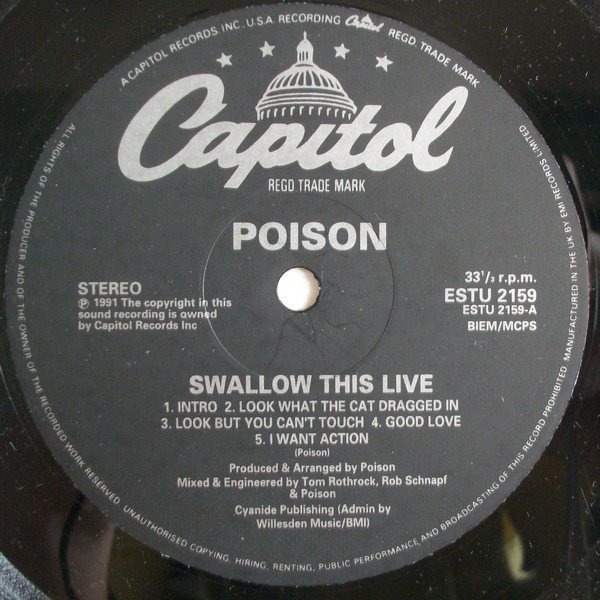 A CAPITOL RECORDS INC., U.S.A. RECORDING Capitol REGD. TRADE MARK
Capitol
REGD TRADE MARK
POISON
STEREO
℗ 1991 The copyright in this
sound recording is owned
by Capitol Records Inc
33⅓ r.p.m.
ESTU 2159
ESTU 2159-A
BIEM/MCPS
SWALLOW THIS LIVE
1. INTRO 2. LOOK WHAT THE CAT DRAGGED IN
3. LOOK BUT YOU CAN'T TOUCH 4. GOOD LOVE
5. I WANT ACTION
(Poison)
Produced & Arranged by Poison
Mixed & Engineered by Tom Rothrock, Rob Schnapf
& Poison
Cyanide Publishing (Admin by
Willesden Music/BMI)
ALL RIGHTS OF THE PRODUCER AND OF THE OWNER OF THE RECORDED WORK RESERVED. UNAUTHORISED COPYING, HIRING, RENTING, PUBLIC PERFORMANCE AND BROADCASTING OF THIS RECORD PROHIBITED. MANUFACTURED IN THE UK BY EMI RECORDS LIMITED